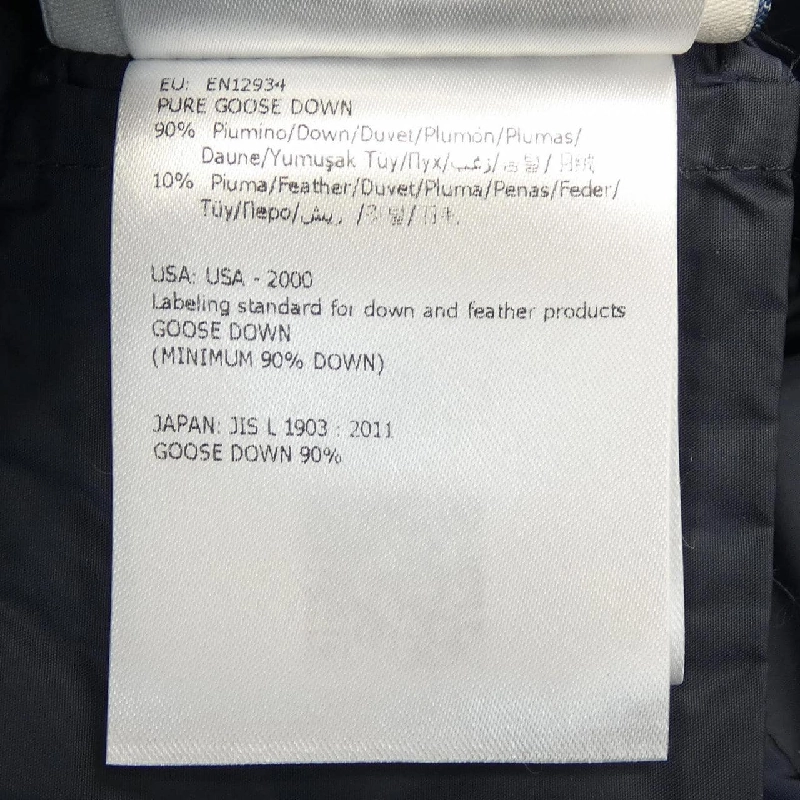 EU: EN12934
PURE GOOSE DOWN
90% Piumino/Down/Duvet/Plumón/Plumas/
Daune/Yumuşak Tüy/Пух/زغب/
10% Piuma/Feather/Duvet/Pluma/Penas/Feder/
Tüy/Перо/ريش/
USA: USA - 2000
Labeling standard for down and feather products
GOOSE DOWN
(MINIMUM 90% DOWN)
JAPAN: JIS L 1903 : 2011
GOOSE DOWN 90%